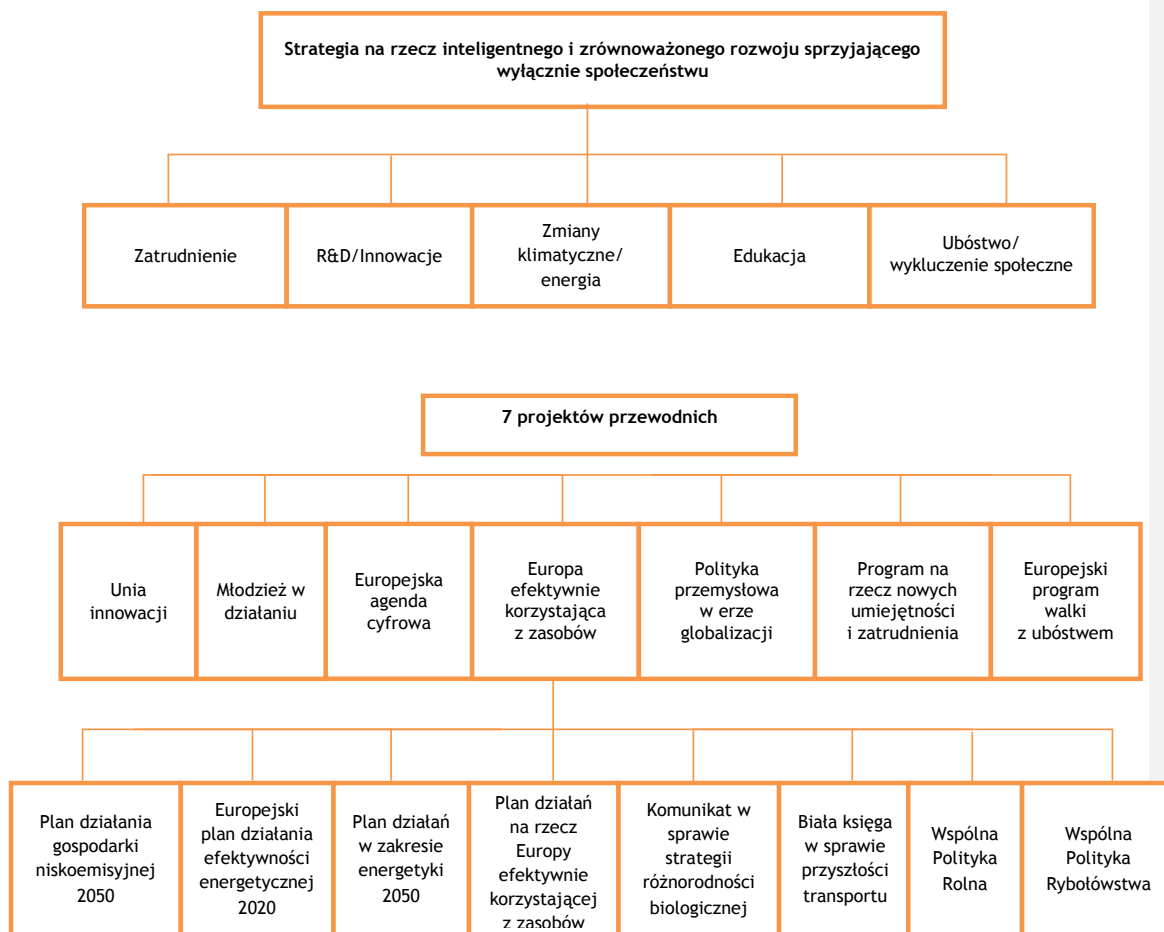 Strategia na rzecz inteligentnego i zrównoważonego rozwoju sprzyjającego
wyłącznie społeczeństwu
Zatrudnienie
R&D/Innowacje
Zmiany
klimatyczne/
energia
Edukacja
Ubóstwo/
wykluczenie społeczne
7 projektów przewodnich
Unia
innowacji
Młodzież w
działaniu
Europejska
agenda
cyfrowa
Europa
efektywnie
korzystająca
z zasobów
Polityka
przemysłowa
w erze
globalizacji
Program na
rzecz nowych
umiejętności
i zatrudnienia
Europejski
program
walki
z ubóstwem
Plan działania
gospodarki
niskoemisyjnej
2050
Europejski
plan działania
efektywności
energetycznej
2020
Plan działań
w zakresie
energetyki
2050
Plan działań
na rzecz
Europy
efektywnie
korzystającej
z zasobów
Komunikat w
sprawie
strategii
różnorodności
biologicznej
Biała księga
w sprawie
przyszłości
transportu
Wspólna
Polityka
Rolna
Wspólna
Polityka
Rybołówstwa